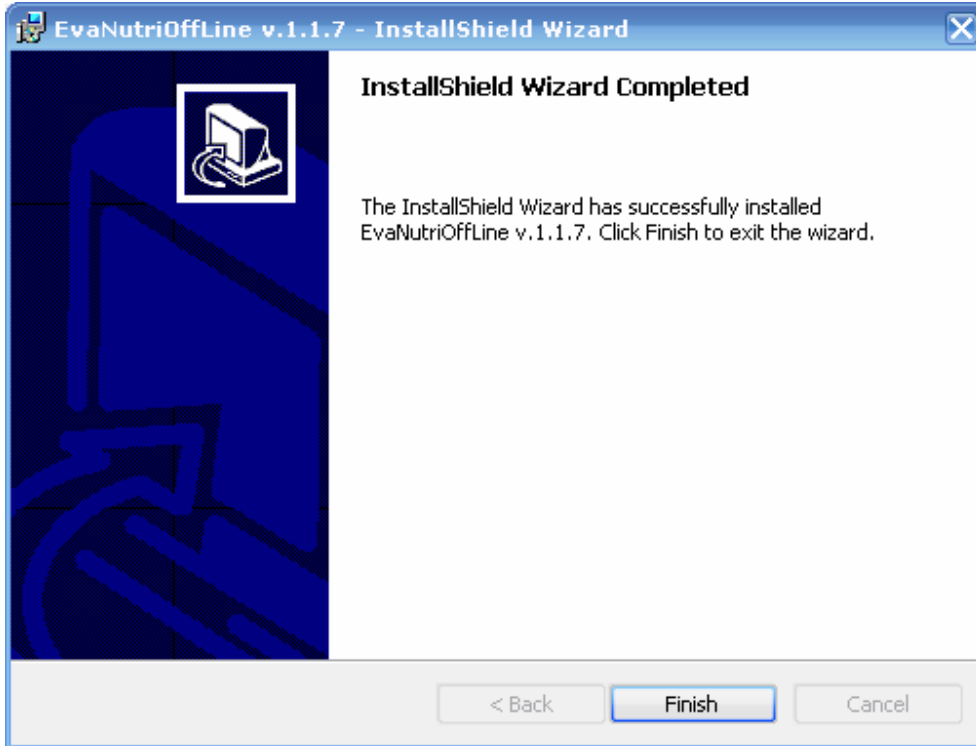 EvaNutriOffLine v.1.1.7 - InstallShield Wizard
InstallShield Wizard Completed
The InstallShield Wizard has successfully installed
EvaNutriOffLine v.1.1.7. Click Finish to exit the wizard.
< Back Finish Cancel